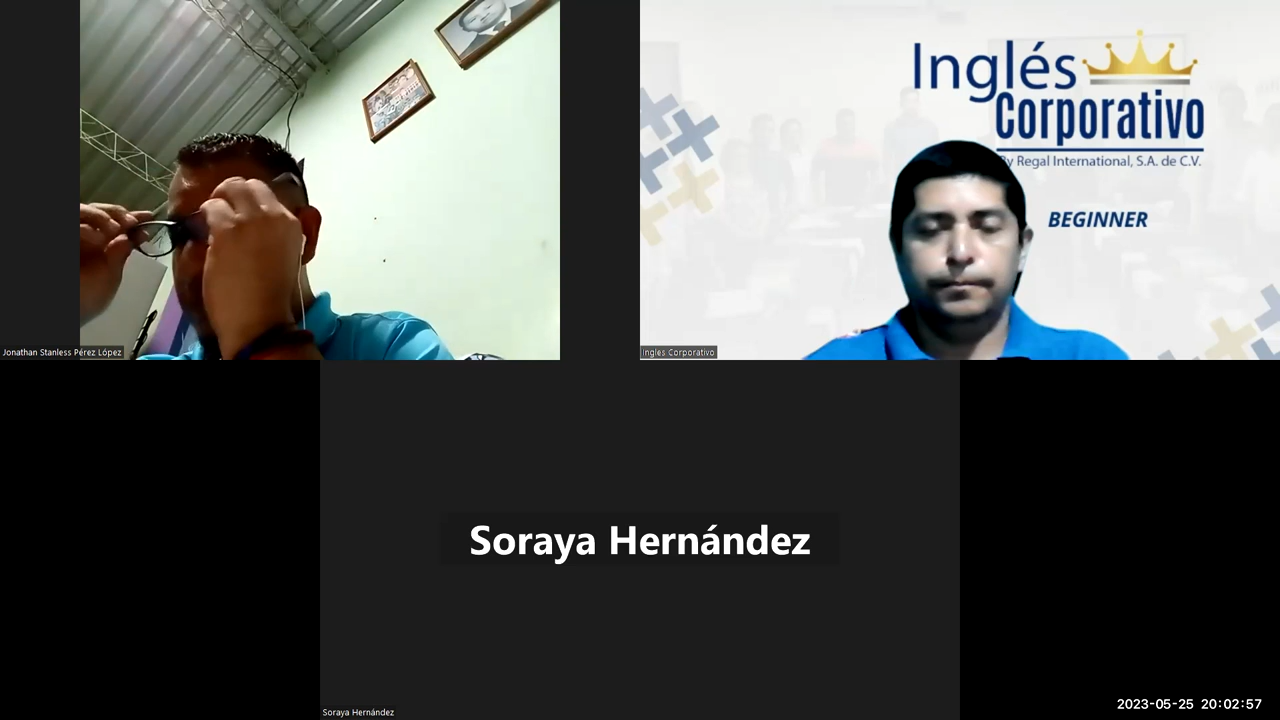 Inglés
Corporativo
By Regal International, S.A. de C.V.
BEGINNER
Jonathan Stanless Pérez López
Ingles Corporativo
Soraya Hernández
Soraya Hernández
2023-05-25 20:02:57